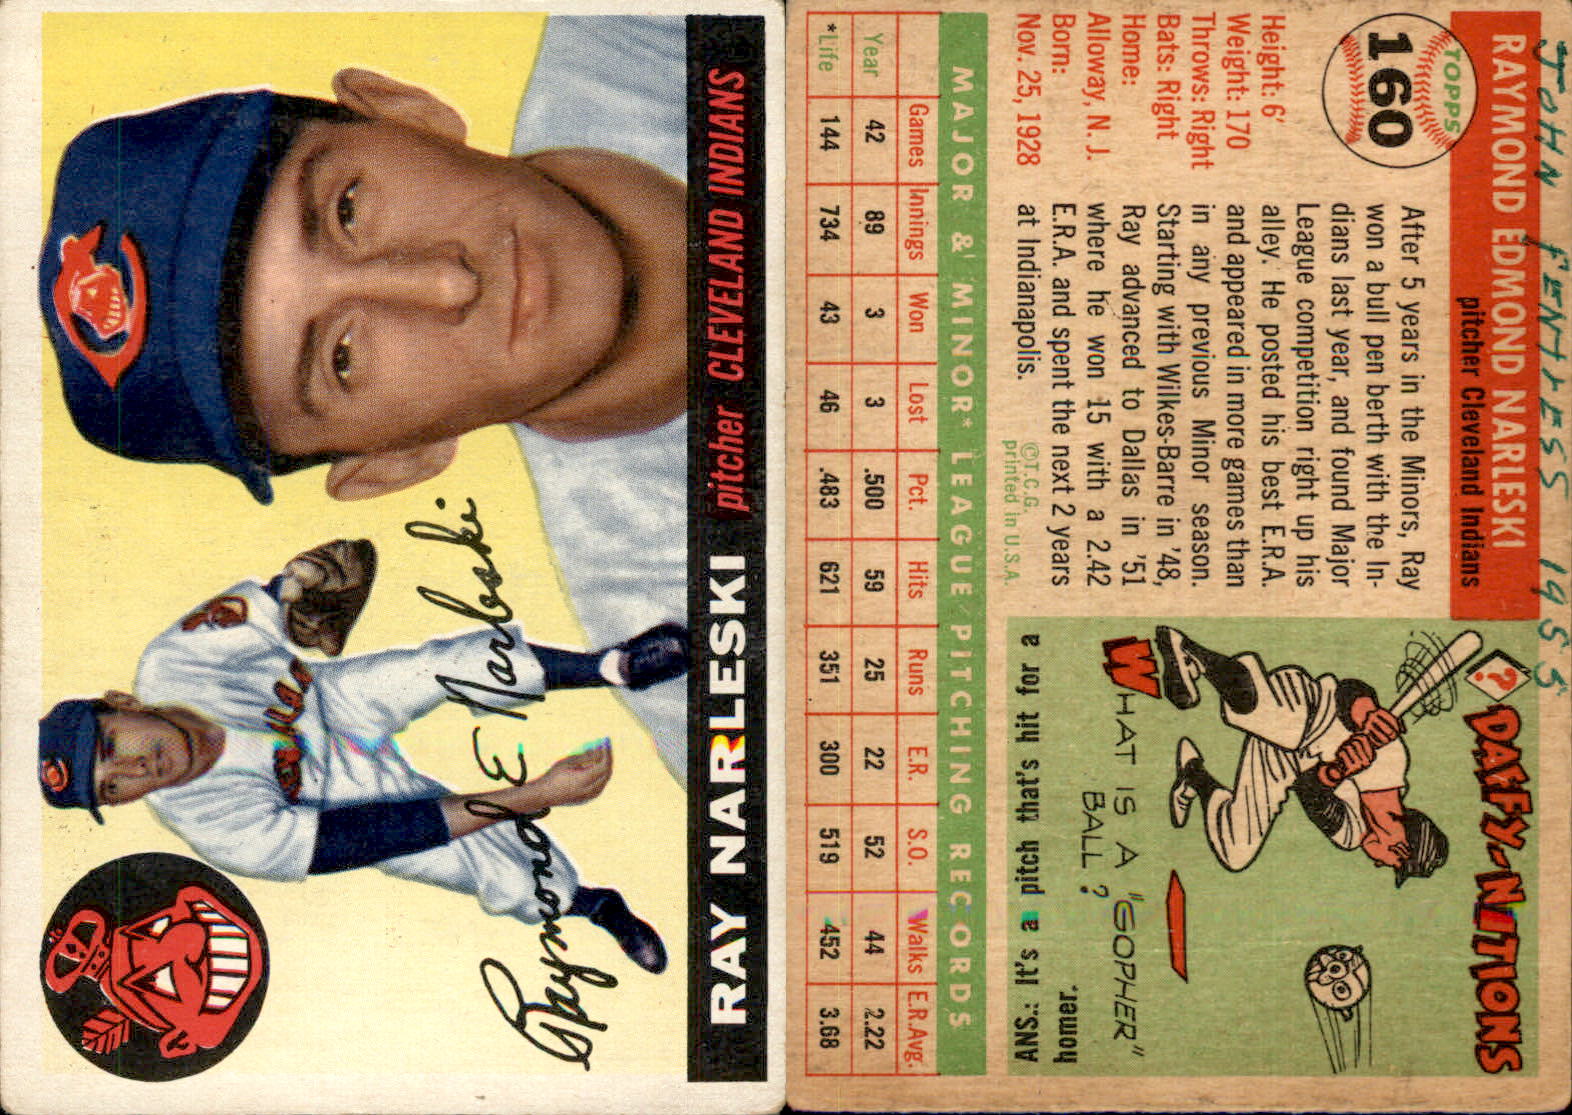 RAY NARLESKI pitcher CLEVELAND INDIANS
Raymond E Narleski
JOHN FENTRESS 1955
RAYMOND EDMOND NARLESKI
pitcher Cleveland Indians
TOPPS
160
Height: 6'
Weight: 170
Throws: Right
Bats: Right
Home:
Alloway, N. J.
Born:
Nov. 25, 1928
After 5 years in the Minors, Ray
won a bull pen berth with the In-
dians last year, and found Major
League competition right up his
alley. He posted his best E.R.A.
and appeared in more games than
in any previous Minor season.
Starting with Wilkes-Barre in '48,
Ray advanced to Dallas in '51
where he won 15 with a 2.42
E.R.A. and spent the next 2 years
at Indianapolis.
©T.C.G.
printed in U.S.A.
DAFFY-NITIONS
?
WHAT IS A "GOPHER"
BALL?
ANS.: It's a pitch that's hit for a
homer.
MAJOR & MINOR* LEAGUE PITCHING RECORDS
Games Innings Won Lost Pct. Hits Runs E.R. S.O. Walks E.R.Avg.
Year 42 89 3 3 .500 59 25 22 52 44 2.22
*Life 144 734 43 46 .483 621 351 300 519 452 3.68